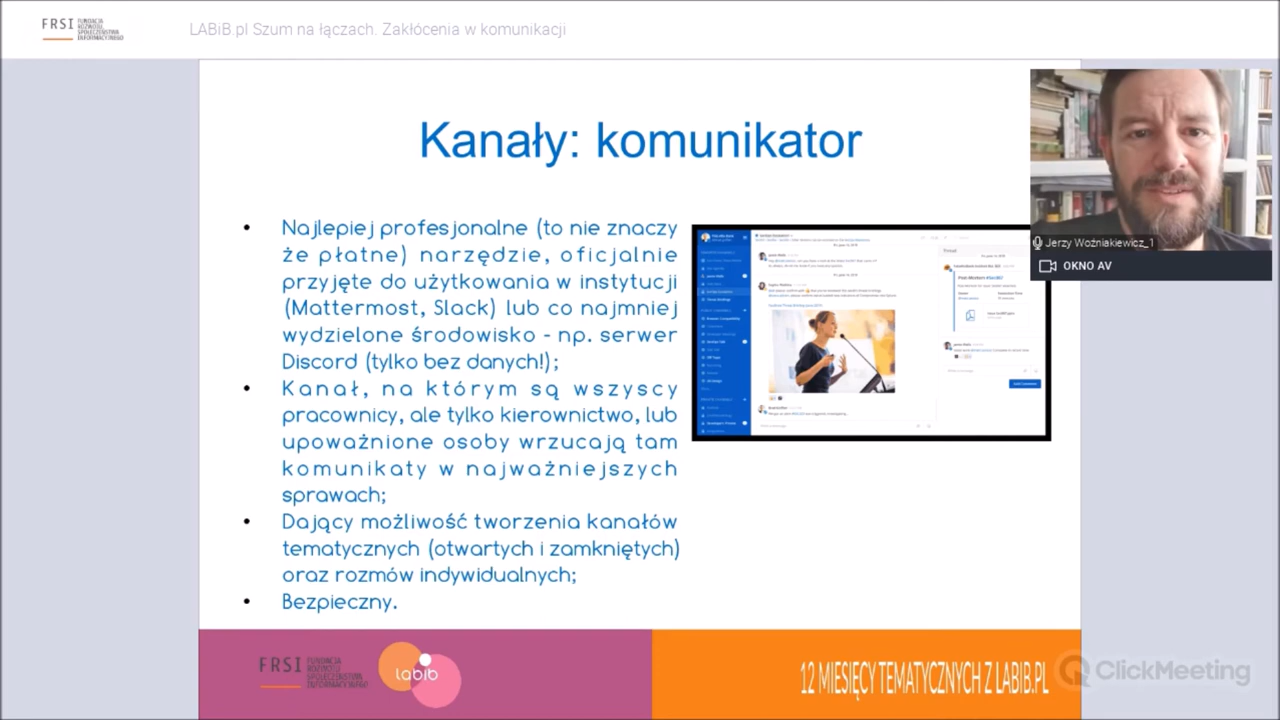 FRSI
FUNDACJA
ROZWOJU
SPOŁECZEŃSTWA
INFORMACYJNEGO
LABiB.pl Szum na łączach. Zakłócenia w komunikacji
Kanały: komunikator
• Najlepiej profesjonalne (to nie znaczy
że płatne) narzędzie, oficjalnie
przyjęte do użytkowania w instytucji
(Mattermost, Slack) lub co najmniej
wydzielone środowisko - np. serwer
Discord (tylko bez danych!);
• Kanał, na którym są wszyscy
pracownicy, ale tylko kierownictwo, lub
upoważnione osoby wrzucają tam
komunikaty w najważniejszych
sprawach;
• Dający możliwość tworzenia kanałów
tematycznych (otwartych i zamkniętych)
oraz rozmów indywidualnych;
• Bezpieczny.
Jerzy Woźniakiewicz_1
OKNO AV
FRSI
FUNDACJA
ROZWOJU
SPOŁECZEŃSTWA
INFORMACYJNEGO
labib
12 MIESIĘCY TEMATYCZNYCH Z LABIB.PL
ClickMeeting